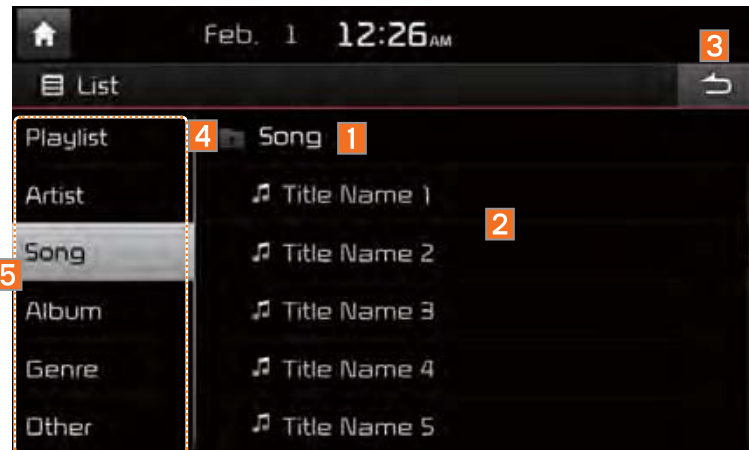 Feb. 1 12:26AM
3
List
Playlist
4
Song
1
Artist
Title Name 1
2
Song
Title Name 2
5
Album
Title Name 3
Genre
Title Name 4
Other
Title Name 5